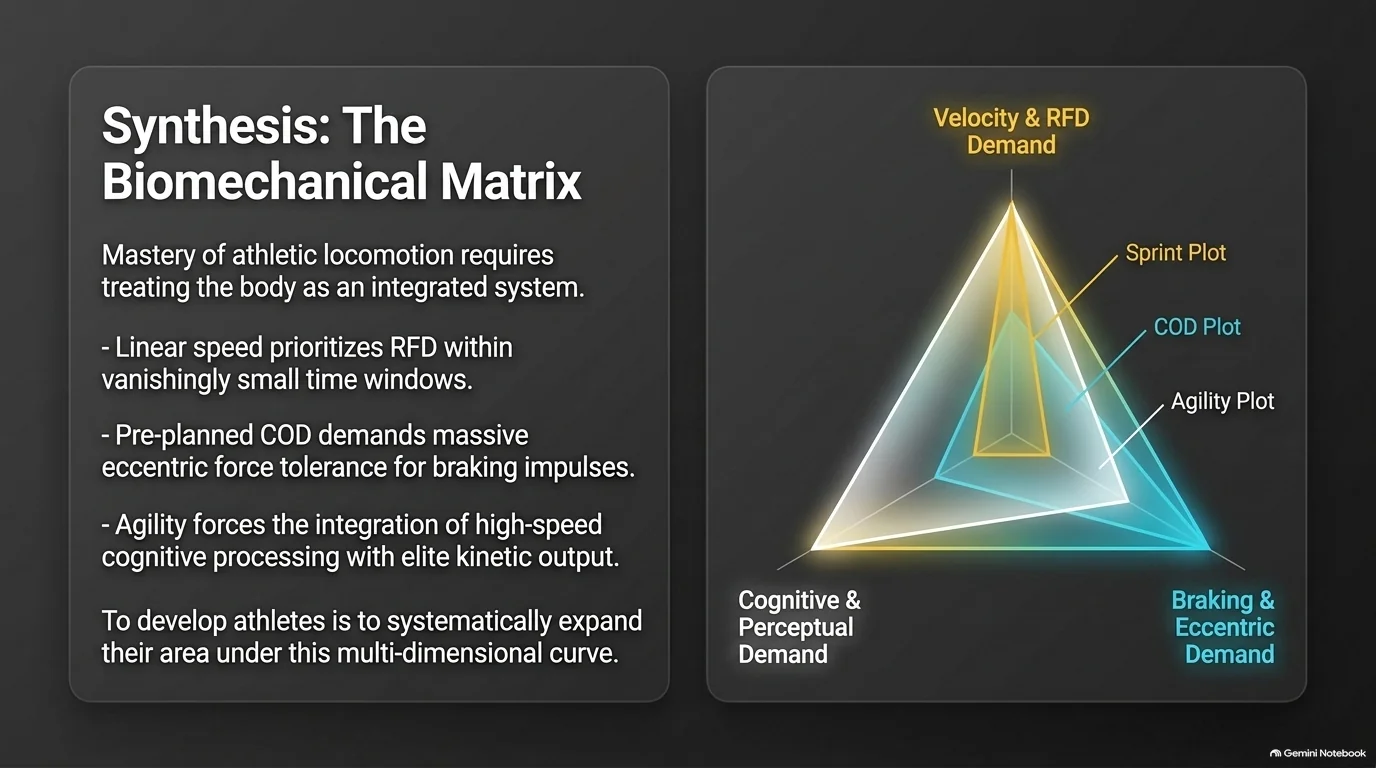 Synthesis: The
Biomechanical Matrix
Mastery of athletic locomotion requires
treating the body as an integrated system.
- Linear speed prioritizes RFD within
vanishingly small time windows.
- Pre-planned COD demands massive
eccentric force tolerance for braking impulses.
- Agility forces the integration of high-speed
cognitive processing with elite kinetic output.
To develop athletes is to systematically expand
their area under this multi-dimensional curve.
Velocity & RFD
Demand
Sprint Plot
COD Plot
Agility Plot
Cognitive &
Perceptual
Demand
Braking &
Eccentric
Demand
Gemini Notebook